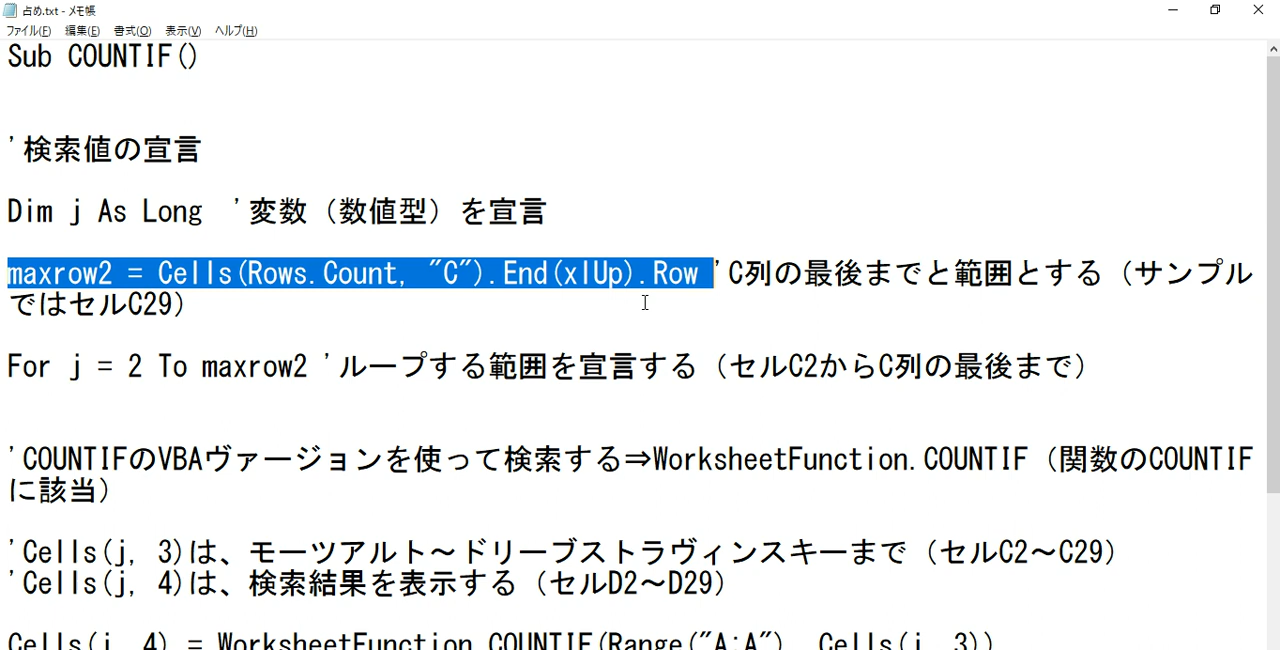 占め.txt - メモ帳
ファイル(F) 編集(E) 書式(O) 表示(V) ヘルプ(H)
Sub COUNTIF()
'検索値の宣言
Dim j As Long '変数（数値型）を宣言
maxrow2 = Cells(Rows.Count, "C").End(xlUp).Row 'C列の最後までと範囲とする（サンプル
ではセルC29）
For j = 2 To maxrow2 'ループする範囲を宣言する（セルC2からC列の最後まで）
'COUNTIFのVBAヴァージョンを使って検索する⇒WorksheetFunction.COUNTIF（関数のCOUNTIF
に該当）
'Cells(j, 3)は、モーツアルト～ドリーブストラヴィンスキーまで（セルC2～C29）
'Cells(j, 4)は、検索結果を表示する（セルD2～D29）
Cells(j, 4) = WorksheetFunction.COUNTIF(Range("A:A"), Cells(j, 3))